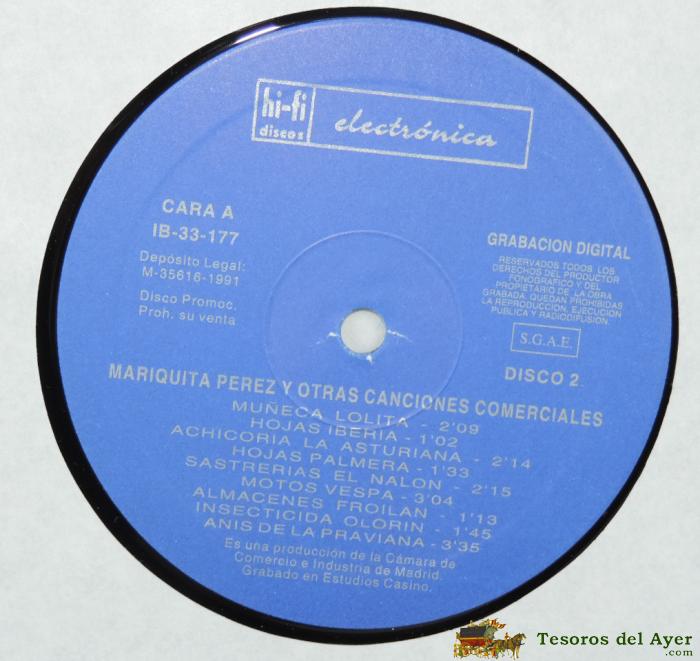 hi-fi
discos
electrónica
CARA A
IB-33-177
Depósito Legal:
M-35616-1991
Disco Promoc.
Proh. su venta
GRABACION DIGITAL
RESERVADOS TODOS LOS
DERECHOS DEL PRODUCTOR
FONOGRAFICO Y DEL
PROPIETARIO DE LA OBRA
GRABADA, QUEDAN PROHIBIDAS
LA REPRODUCCION, EJECUCION
PUBLICA Y RADIODIFUSION.
S.G.A.E.
DISCO 2
MARIQUITA PEREZ Y OTRAS CANCIONES COMERCIALES
MUÑECA LOLITA - 2'09
HOJAS IBERIA - 1'02
ACHICORIA LA ASTURIANA - 2'14
HOJAS PALMERA - 1'33
SASTRERIAS EL NALON - 2'15
MOTOS VESPA - 3'04
ALMACENES FROILAN - 1'13
INSECTICIDA OLORIN - 1'45
ANIS DE LA PRAVIANA - 3'35
Es una producción de la Cámara de
Comercio e Industria de Madrid.
Grabado en Estudios Casino.
Tesoros del Ayer
.com